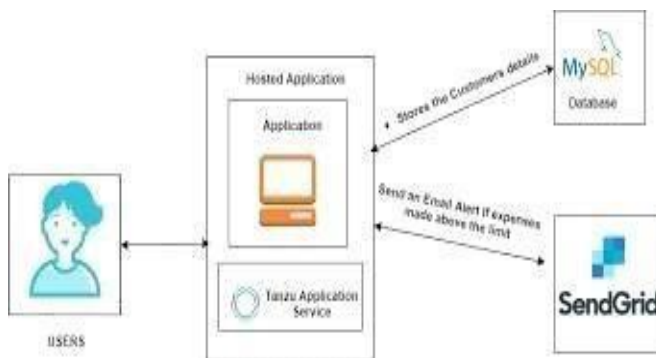 Hosted Application
Application
Tanzu Application
Service
USERS
Stores the Customers details
MySQL
Database
Send an Email Alert if expenses
made above the limit
SendGrid